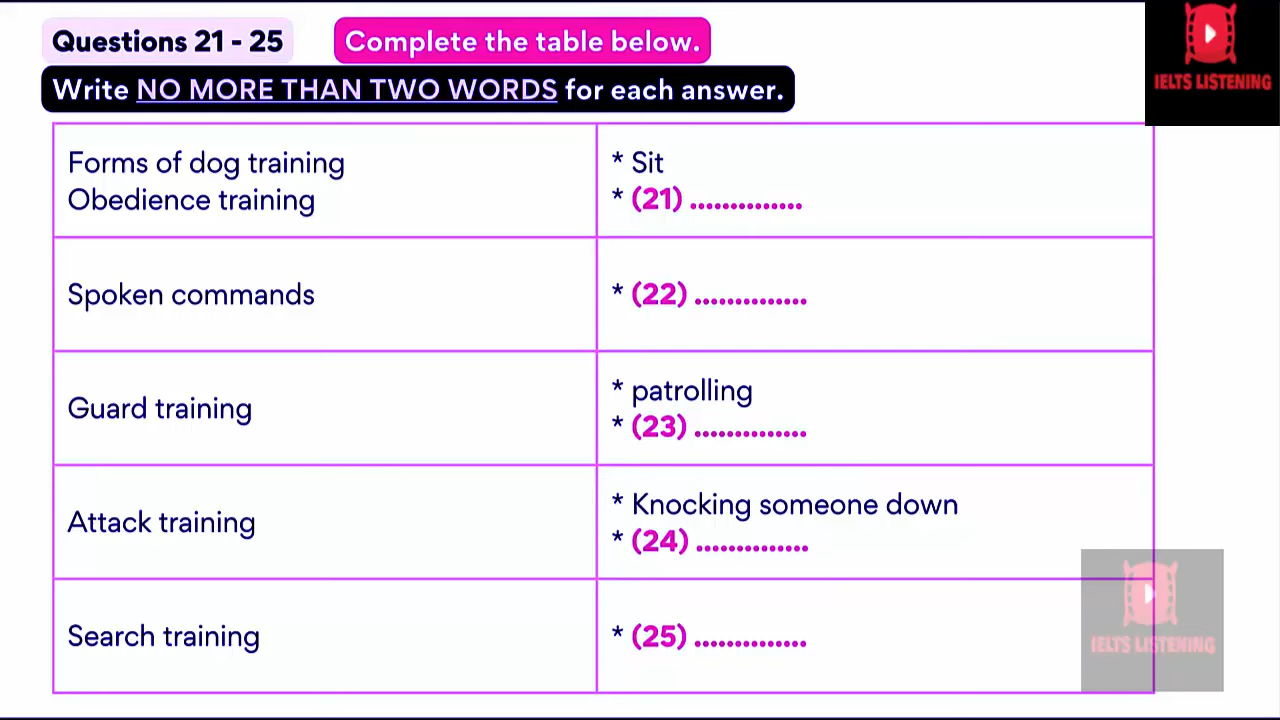 Questions 21 - 25
Complete the table below.
IELTS LISTENING
Write NO MORE THAN TWO WORDS for each answer.
Forms of dog training
Obedience training
* Sit
* (21) ..............
Spoken commands
* (22) ..............
Guard training
* patrolling
* (23) ..............
Attack training
* Knocking someone down
* (24) ..............
Search training
* (25) ..............
IELTS LISTENING